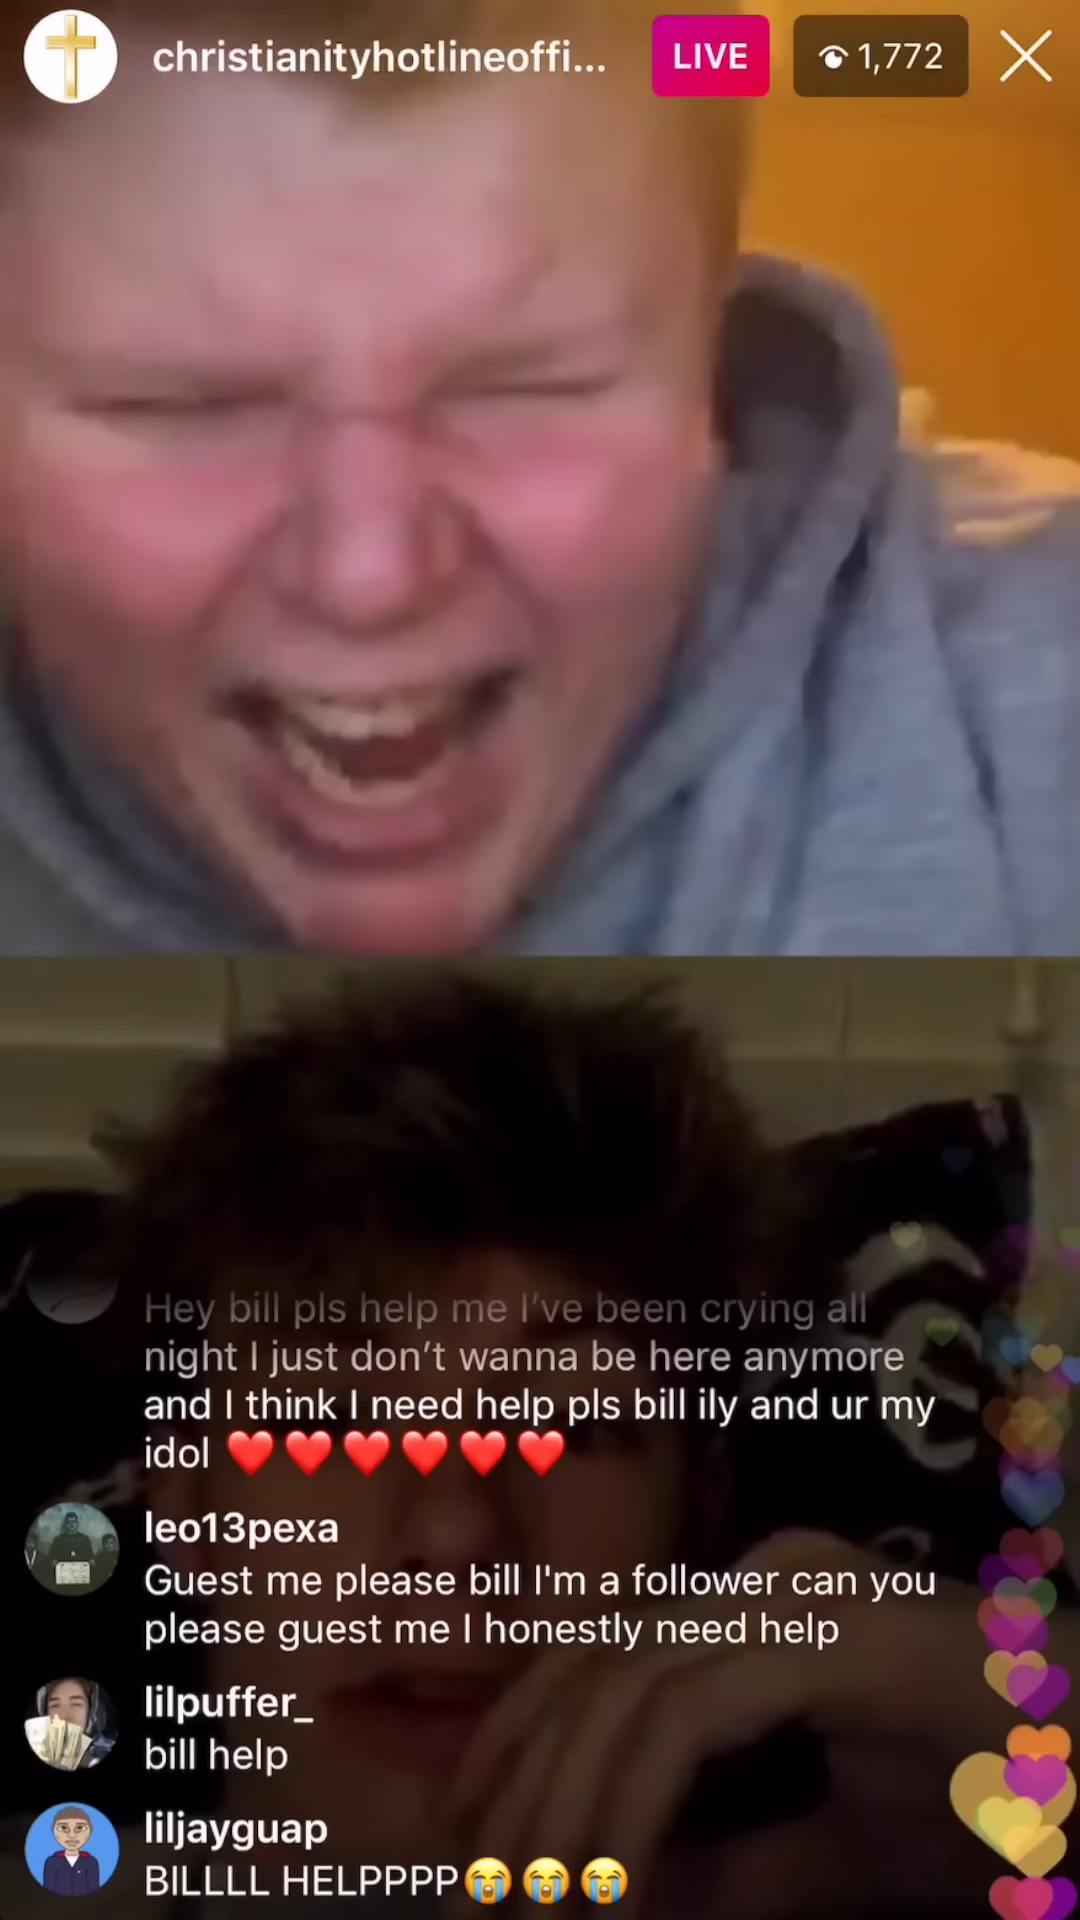 christianityhotlineoffi...
LIVE
1,772
Hey bill pls help me I’ve been crying all
night I just don’t wanna be here anymore
and I think I need help pls bill ily and ur my
idol ❤️❤️❤️❤️❤️❤️
leo13pexa
Guest me please bill I'm a follower can you
please guest me I honestly need help
lilpuffer_
bill help
liljayguap
BILLLL HELPPPP😭😭😭